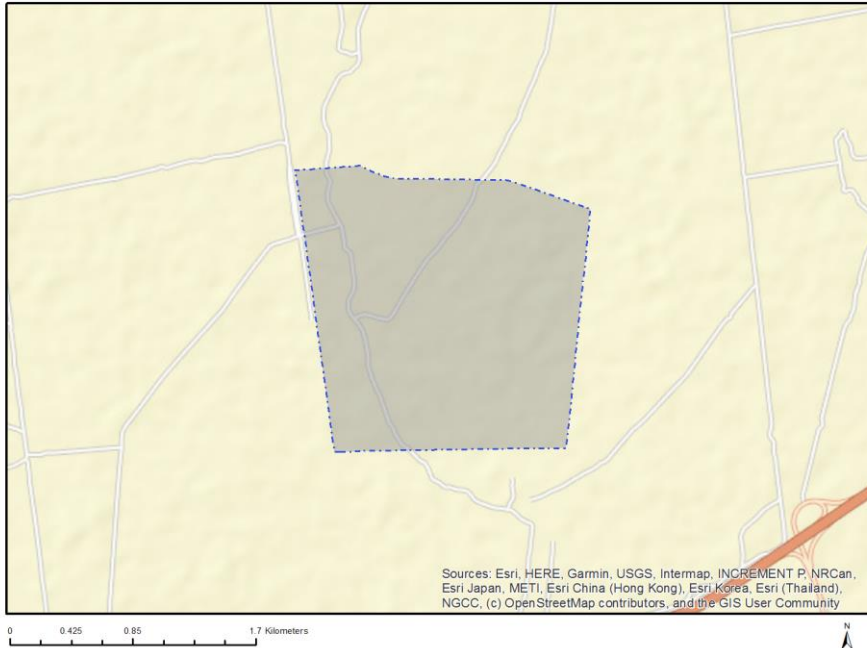 Sources: Esri, HERE, Garmin, USGS, Intermap, INCREMENT P, NRCan,
Esri Japan, METI, Esri China (Hong Kong), Esri Korea, Esri (Thailand),
NGCC, (c) OpenStreetMap contributors, and the GIS User Community
0 0.425 0.85 1.7 Kilometers
N